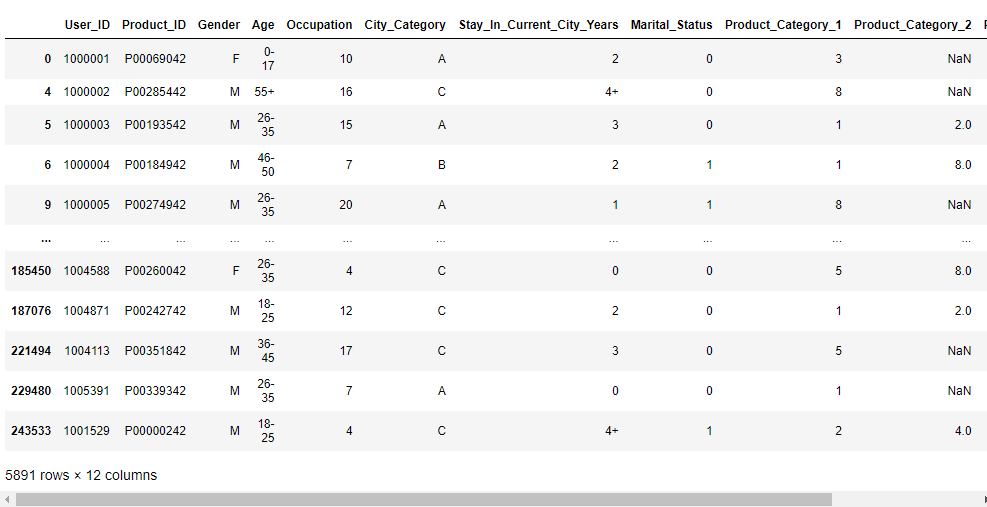 User_ID Product_ID Gender Age Occupation City_Category Stay_In_Current_City_Years Marital_Status Product_Category_1 Product_Category_2
0 1000001 P00069042 F 0-17 10 A 2 0 3 NaN
4 1000002 P00285442 M 55+ 16 C 4+ 0 8 NaN
5 1000003 P00193542 M 26-35 15 A 3 0 1 2.0
6 1000004 P00184942 M 46-50 7 B 2 1 1 8.0
9 1000005 P00274942 M 26-35 20 A 1 1 8 NaN
... ... ... ... ... ... ... ... ... ... ...
185450 1004588 P00260042 F 26-35 4 C 0 0 5 8.0
187076 1004871 P00242742 M 18-25 12 C 2 0 1 2.0
221494 1004113 P00351842 M 36-45 17 C 3 0 5 NaN
229480 1005391 P00339342 M 26-35 7 A 0 0 1 NaN
243533 1001529 P00000242 M 18-25 4 C 4+ 1 2 4.0
5891 rows × 12 columns